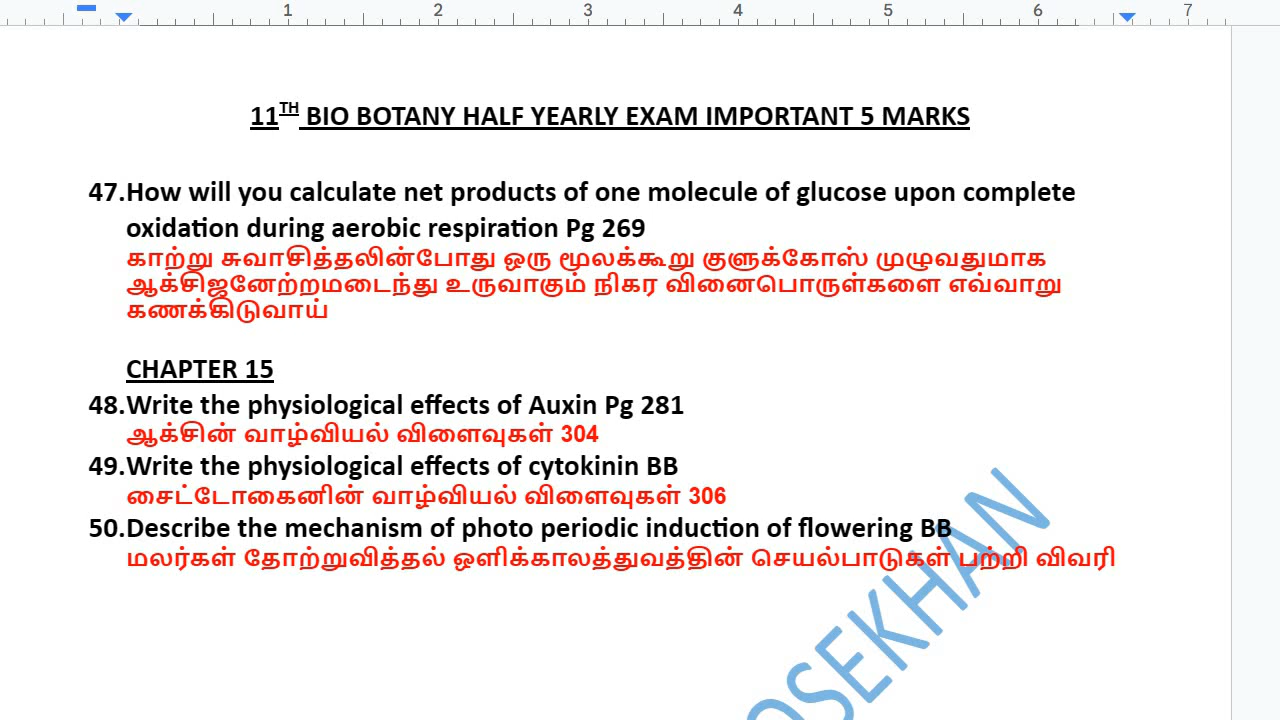 1 2 3 4 5 6 7
11TH BIO BOTANY HALF YEARLY EXAM IMPORTANT 5 MARKS
47.How will you calculate net products of one molecule of glucose upon complete
oxidation during aerobic respiration Pg 269
காற்று சுவாசித்தலின்போது ஒரு மூலக்கூறு குளுக்கோஸ் முழுவதுமாக
ஆக்சிஜனேற்றமடைந்து உருவாகும் நிகர வினைபொருள்களை எவ்வாறு
கணக்கிடுவாய்
CHAPTER 15
48.Write the physiological effects of Auxin Pg 281
ஆக்சின் வாழ்வியல் விளைவுகள் 304
49.Write the physiological effects of cytokinin BB
சைட்டோகைனின் வாழ்வியல் விளைவுகள் 306
50.Describe the mechanism of photo periodic induction of flowering BB
மலர்கள் தோற்றுவித்தல் ஒளிக்காலத்துவத்தின் செயல்பாடுகள் பற்றி விவரி
OSEKHAN